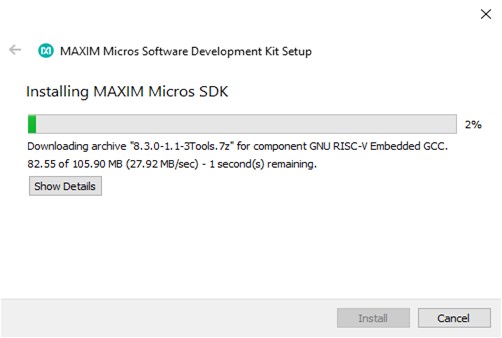 MAXIM Micros Software Development Kit Setup
Installing MAXIM Micros SDK
2%
Downloading archive "8.3.0-1.1-3Tools.7z" for component GNU RISC-V Embedded GCC.
82.55 of 105.90 MB (27.92 MB/sec) - 1 second(s) remaining.
Show Details
Install
Cancel